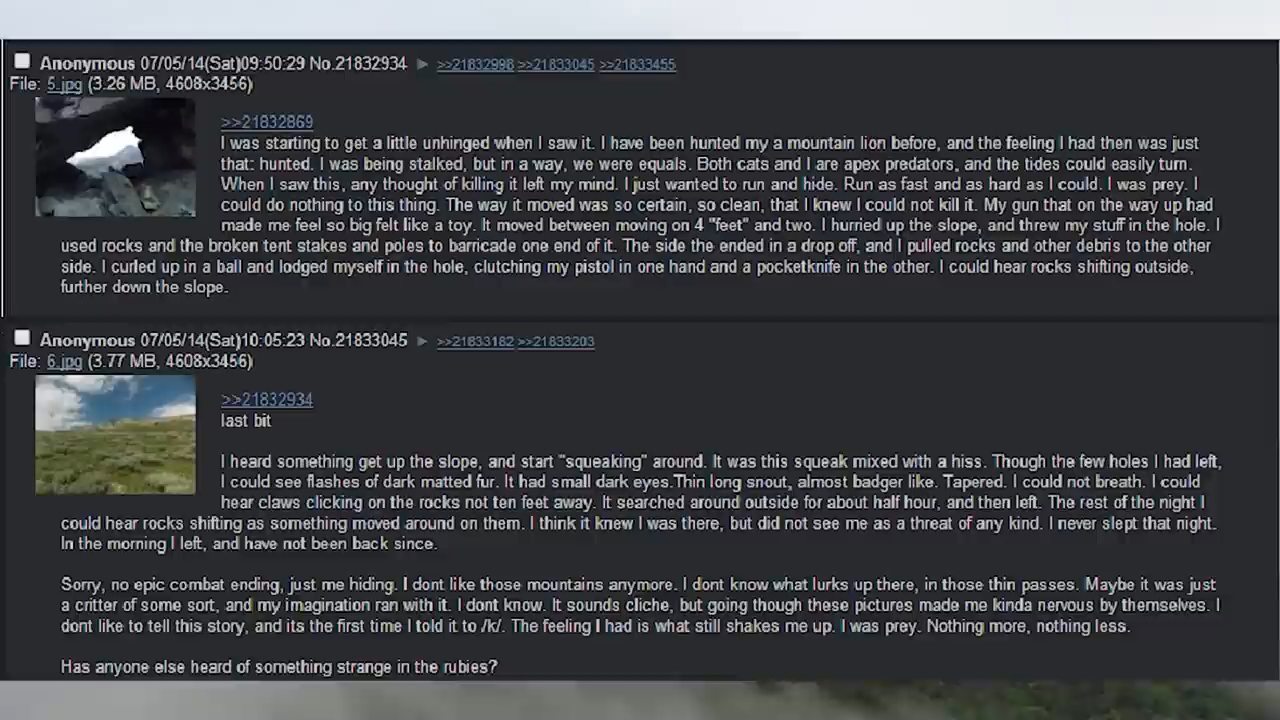 Anonymous 07/05/14(Sat)09:50:29 No.21832934 ▶ >>21832998 >>21833045 >>21833455
File: 5.jpg (3.26 MB, 4608x3456)
>>21832869
I was starting to get a little unhinged when I saw it. I have been hunted my a mountain lion before, and the feeling I had then was just
that: hunted. I was being stalked, but in a way, we were equals. Both cats and I are apex predators, and the tides could easily turn.
When I saw this, any thought of killing it left my mind. I just wanted to run and hide. Run as fast and as hard as I could. I was prey. I
could do nothing to this thing. The way it moved was so certain, so clean, that I knew I could not kill it. My gun that on the way up had
made me feel so big felt like a toy. It moved between moving on 4 "feet" and two. I hurried up the slope, and threw my stuff in the hole. I
used rocks and the broken tent stakes and poles to barricade one end of it. The side the ended in a drop off, and I pulled rocks and other debris to the other
side. I curled up in a ball and lodged myself in the hole, clutching my pistol in one hand and a pocketknife in the other. I could hear rocks shifting outside,
further down the slope.
Anonymous 07/05/14(Sat)10:05:23 No.21833045 ▶ >>21833182 >>21833203
File: 6.jpg (3.77 MB, 4608x3456)
>>21832934
last bit
I heard something get up the slope, and start "squeaking" around. It was this squeak mixed with a hiss. Though the few holes I had left,
I could see flashes of dark matted fur. It had small dark eyes.Thin long snout, almost badger like. Tapered. I could not breath. I could
hear claws clicking on the rocks not ten feet away. It searched around outside for about half hour, and then left. The rest of the night I
could hear rocks shifting as something moved around on them. I think it knew I was there, but did not see me as a threat of any kind. I never slept that night.
In the morning I left, and have not been back since.
Sorry, no epic combat ending, just me hiding. I dont like those mountains anymore. I dont know what lurks up there, in those thin passes. Maybe it was just
a critter of some sort, and my imagination ran with it. I dont know. It sounds cliche, but going though these pictures made me kinda nervous by themselves. I
dont like to tell this story, and its the first time I told it to /k/. The feeling I had is what still shakes me up. I was prey. Nothing more, nothing less.
Has anyone else heard of something strange in the rubies?